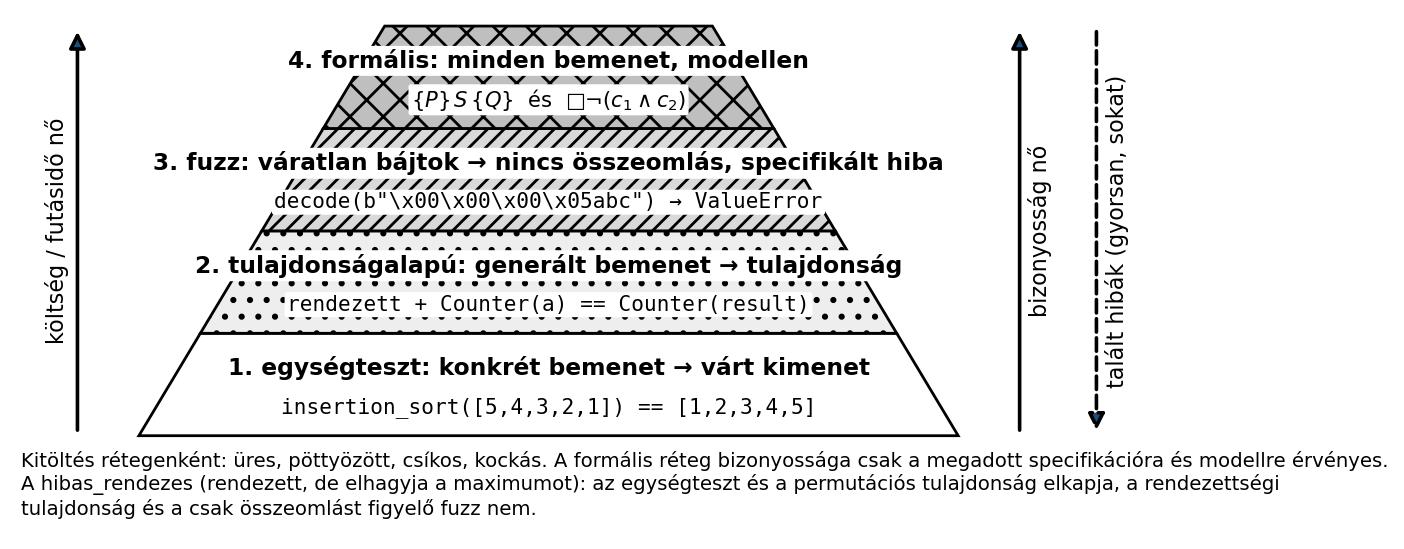 4. formális: minden bemenet, modellen
{P} S {Q} és □¬(c₁ ∧ c₂)
3. fuzz: váratlan bájtok → nincs összeomlás, specifikált hiba
decode(b"\x00\x00\x00\x05abc") → ValueError
2. tulajdonságalapú: generált bemenet → tulajdonság
rendezett + Counter(a) == Counter(result)
1. egységteszt: konkrét bemenet → várt kimenet
insertion_sort([5,4,3,2,1]) == [1,2,3,4,5]
költség / futásidő nő
bizonyosság nő
talált hibák (gyorsan, sokat)
Kitöltés rétegenként: üres, pöttyözött, csíkos, kockás. A formális réteg bizonyossága csak a megadott specifikációra és modellre érvényes.
A hibas_rendezes (rendezett, de elhagyja a maximumot): az egységteszt és a permutációs tulajdonság elkapja, a rendezettségi
tulajdonság és a csak összeomlást figyelő fuzz nem.